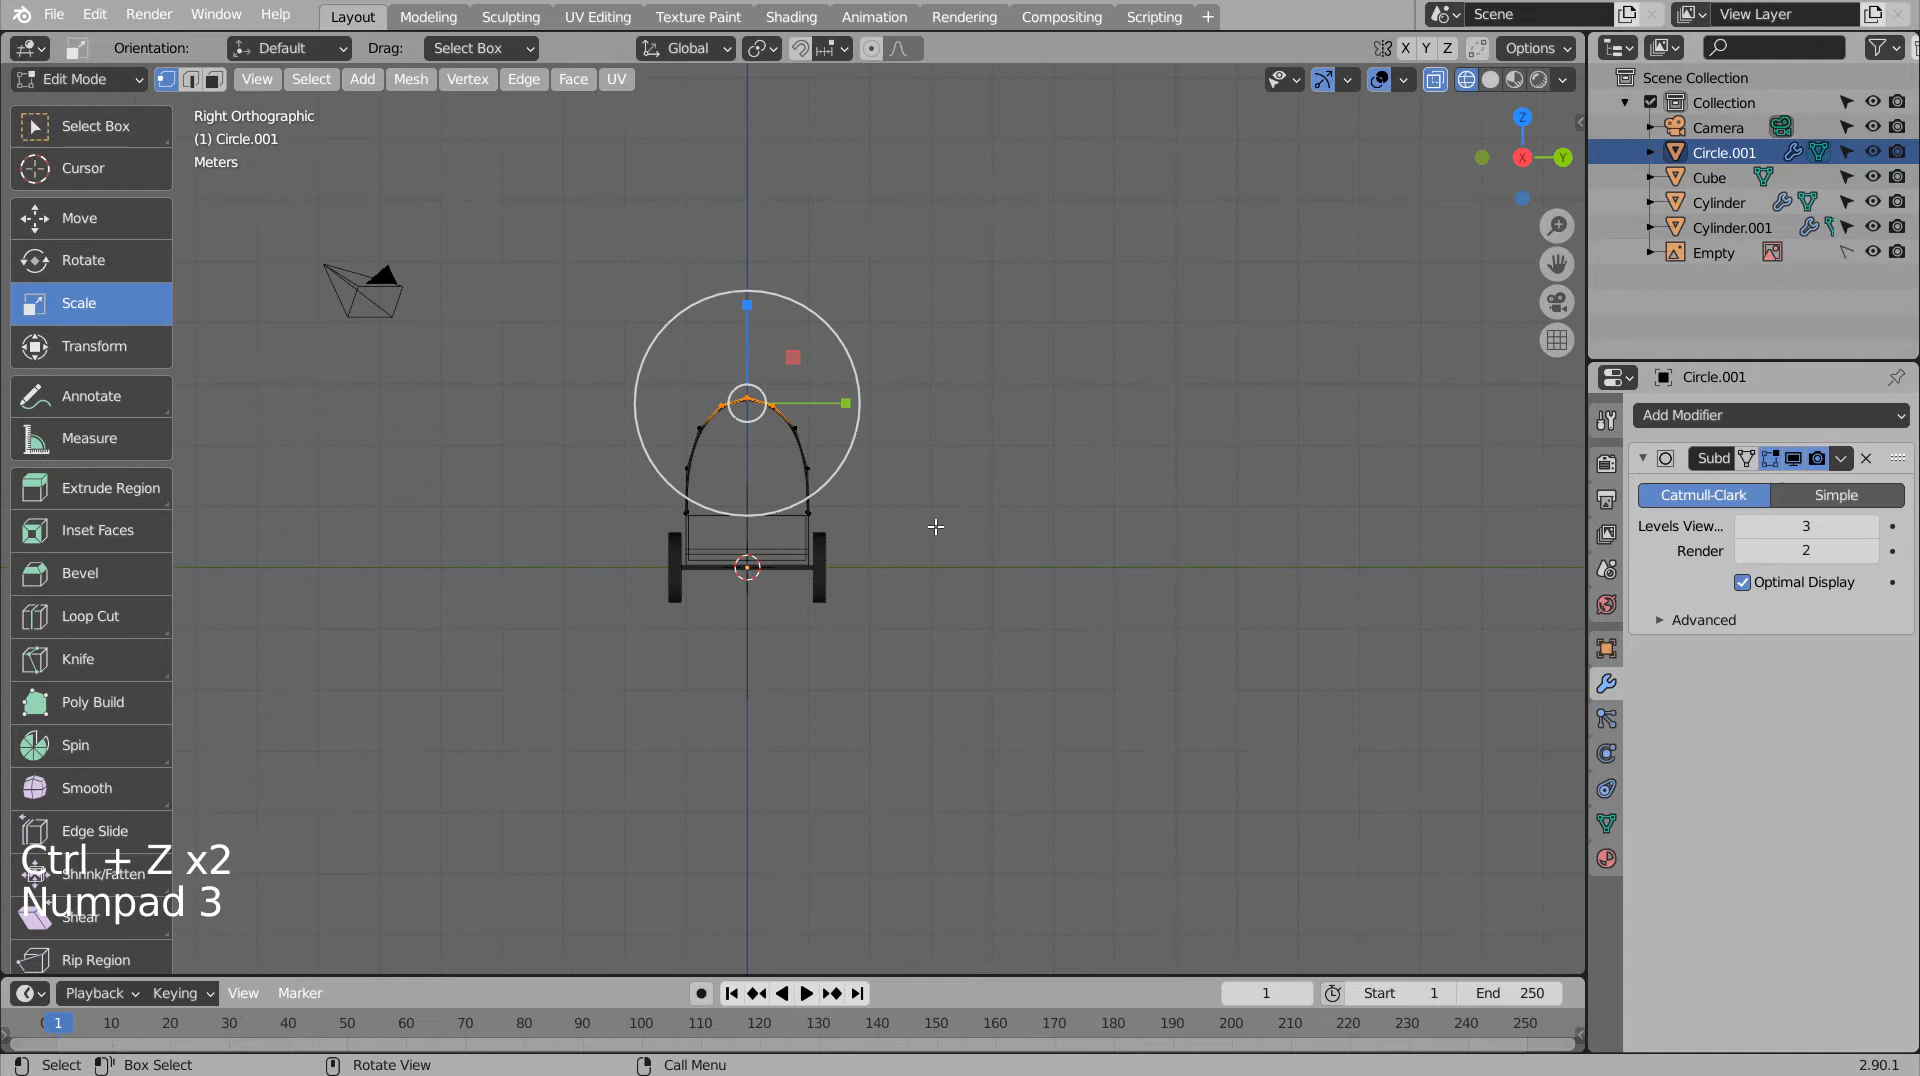 File Edit Render Window Help Layout Modeling Sculpting UV Editing Texture Paint Shading Animation Rendering Compositing Scripting + Scene View Layer
Orientation: Default Drag: Select Box Global X Y Z Options
Edit Mode View Select Add Mesh Vertex Edge Face UV
Scene Collection
Collection
Camera
Circle.001
Cube
Cylinder
Cylinder.001
Empty
Right Orthographic
(1) Circle.001
Meters
Z
X
Y
Select Box
Cursor
Move
Rotate
Scale
Transform
Annotate
Measure
Extrude Region
Inset Faces
Bevel
Loop Cut
Knife
Poly Build
Spin
Smooth
Edge Slide
Shrink/Fatten
Shear
Rip Region
Ctrl + Z x2
Numpad 3
Circle.001
Add Modifier
Subd
Catmull-Clark Simple
Levels View... 3
Render 2
Optimal Display
Advanced
Playback Keying View Marker 1 Start 1 End 250
1 10 20 30 40 50 60 70 80 90 100 110 120 130 140 150 160 170 180 190 200 210 220 230 240 250
Select Box Select Rotate View Call Menu 2.90.1